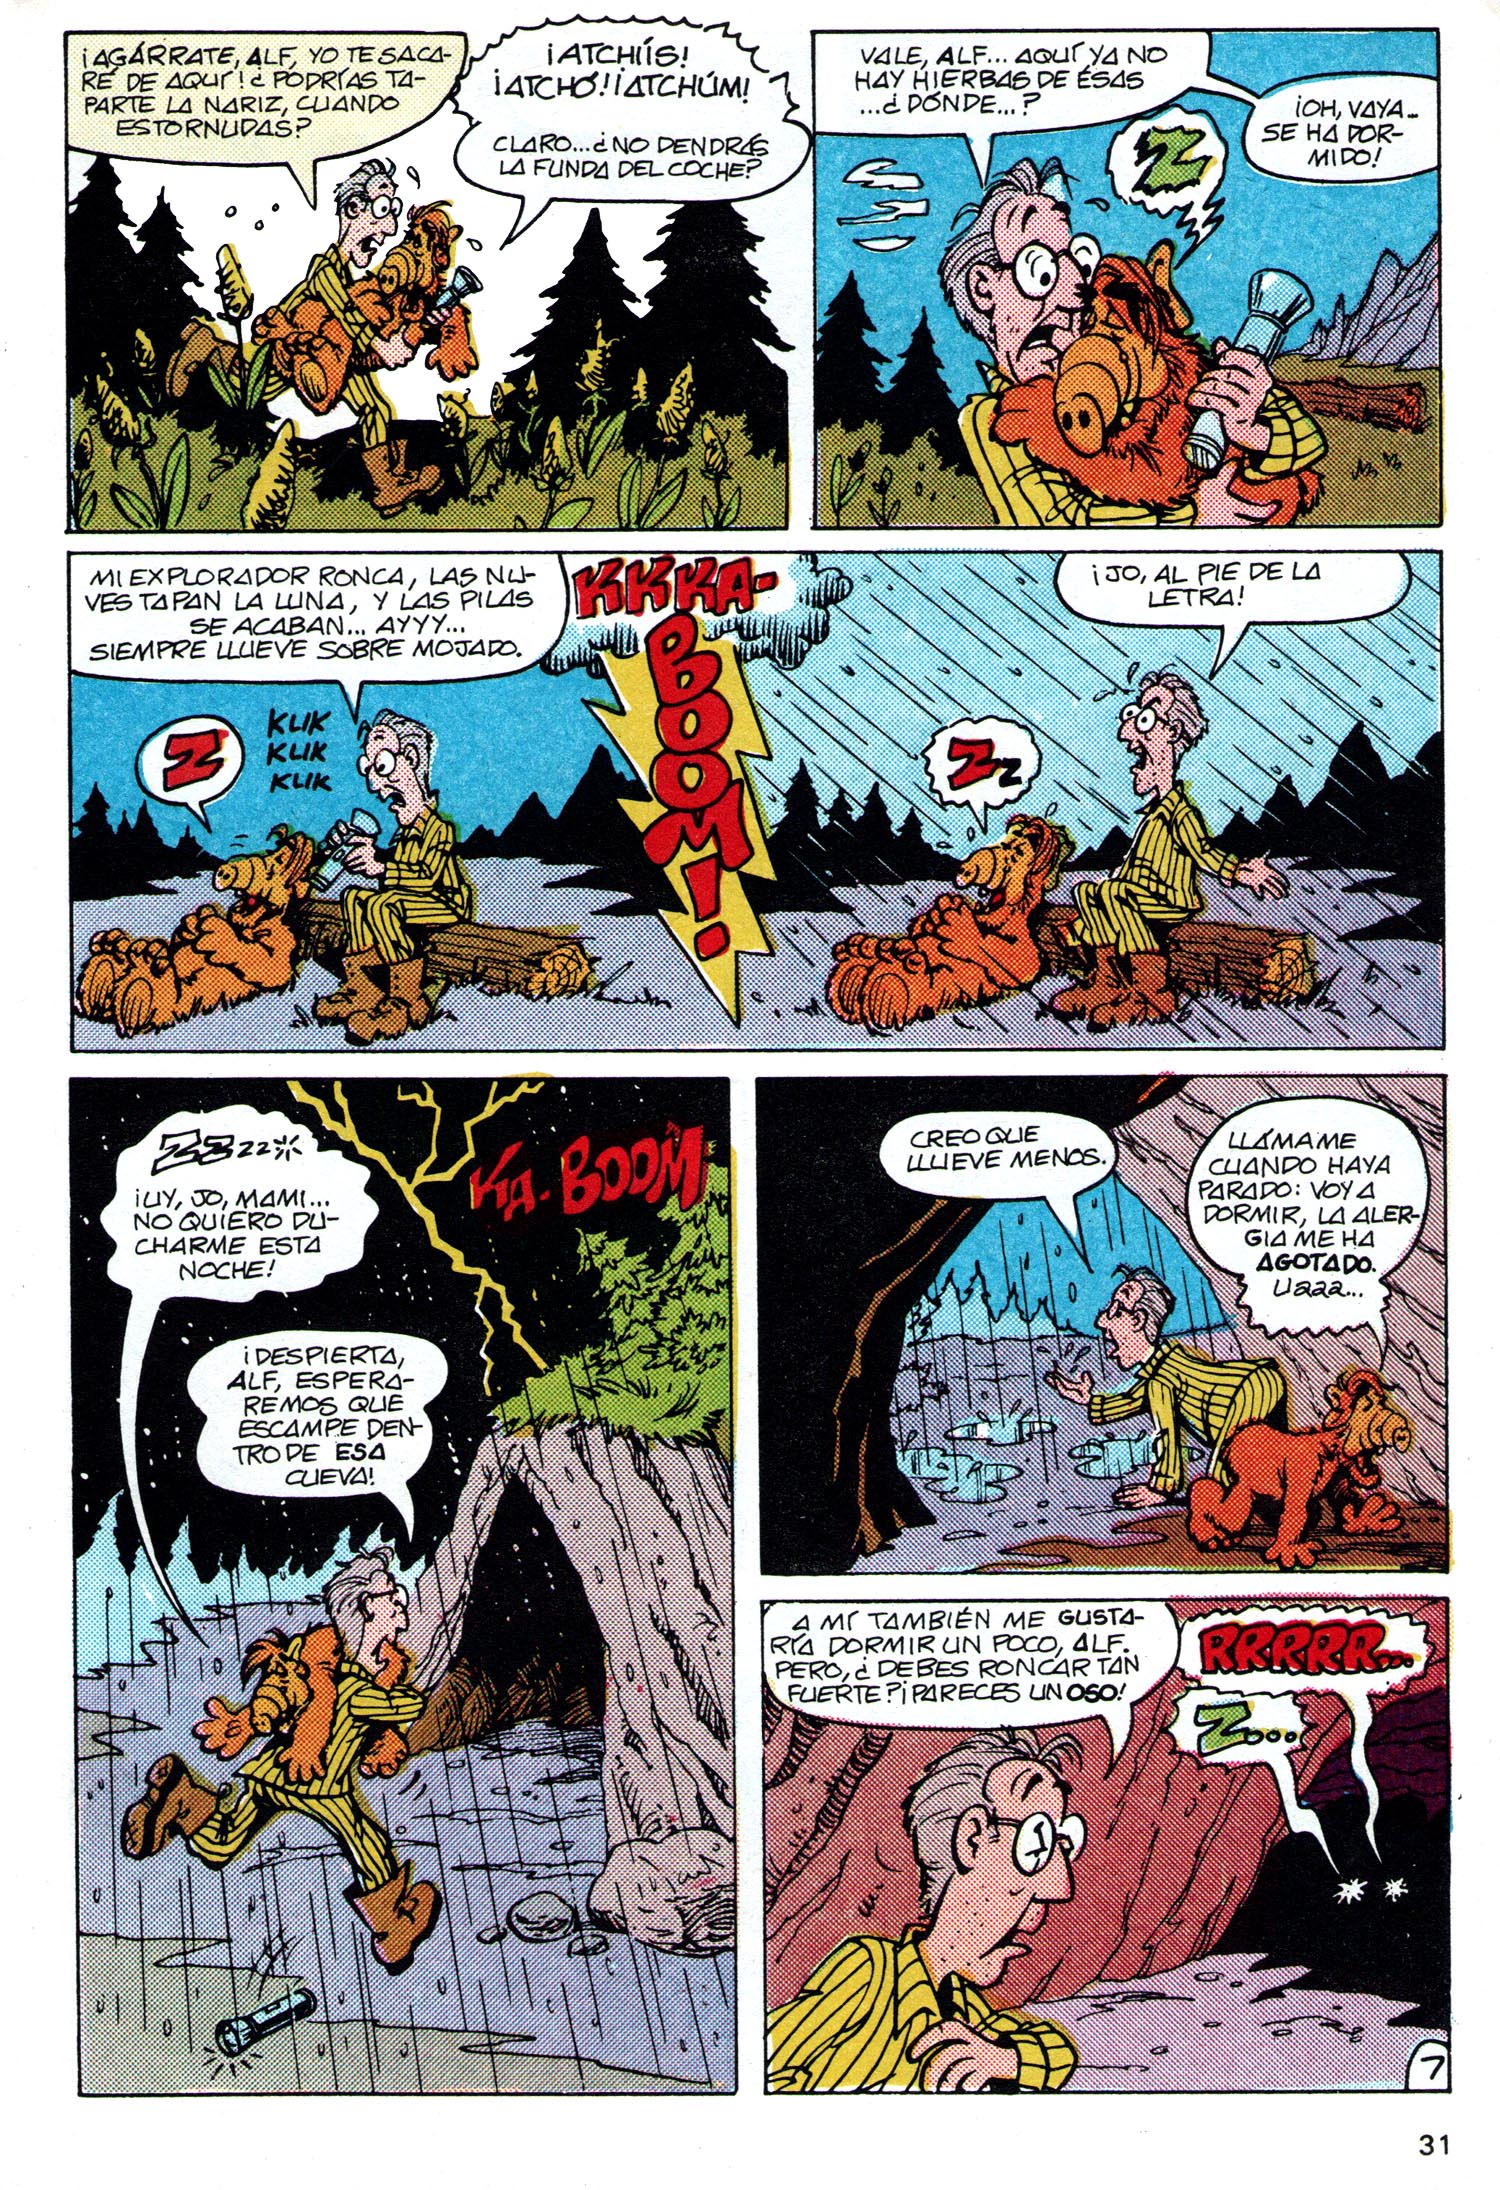 ¡AGÁRRATE, ALF, YO TE SACA-
RÉ DE AQUÍ! ¿PODRÍAS TA-
PARTE LA NARIZ, CUANDO
ESTORNUDAS?
¡ATCHÍÍS!
¡ATCHÓ! ¡ATCHÚM!
CLARO... ¿NO DENDRÁS
LA FUNDA DEL COCHE?
VALE, ALF... AQUÍ YA NO
HAY HIERBAS DE ÉSAS
...¿DÓNDE...?
Z
¡OH, VAYA...
SE HA DOR-
MIDO!
MI EXPLORADOR RONCA, LAS NU-
VES TAPAN LA LUNA, Y LAS PILAS
SE ACABAN... AYYY...
SIEMPRE LLUEVE SOBRE MOJADO.
Z
KLIK
KLIK
KLIK
KKKA-
BOOM!
¡JO, AL PIE DE LA
LETRA!
Zz
ZZzzz
¡UY, JO, MAMI...
NO QUIERO DU-
CHARME ESTA
NOCHE!
KA-BOOM
¡DESPIERTA,
ALF, ESPERA-
REMOS QUE
ESCAMPE DEN-
TRO DE ESA
CUEVA!
CREO QUE
LLUEVE MENOS.
LLÁMAME
CUANDO HAYA
PARADO: VOY A
DORMIR, LA ALER-
GIA ME HA
AGOTADO.
Uaaa...
A MÍ TAMBIÉN ME GUSTA-
RÍA DORMIR UN POCO, ALF.
PERO, ¿DEBES RONCAR TAN
FUERTE? ¡PARECES UN OSO!
RRRRR...
Z...
7
31